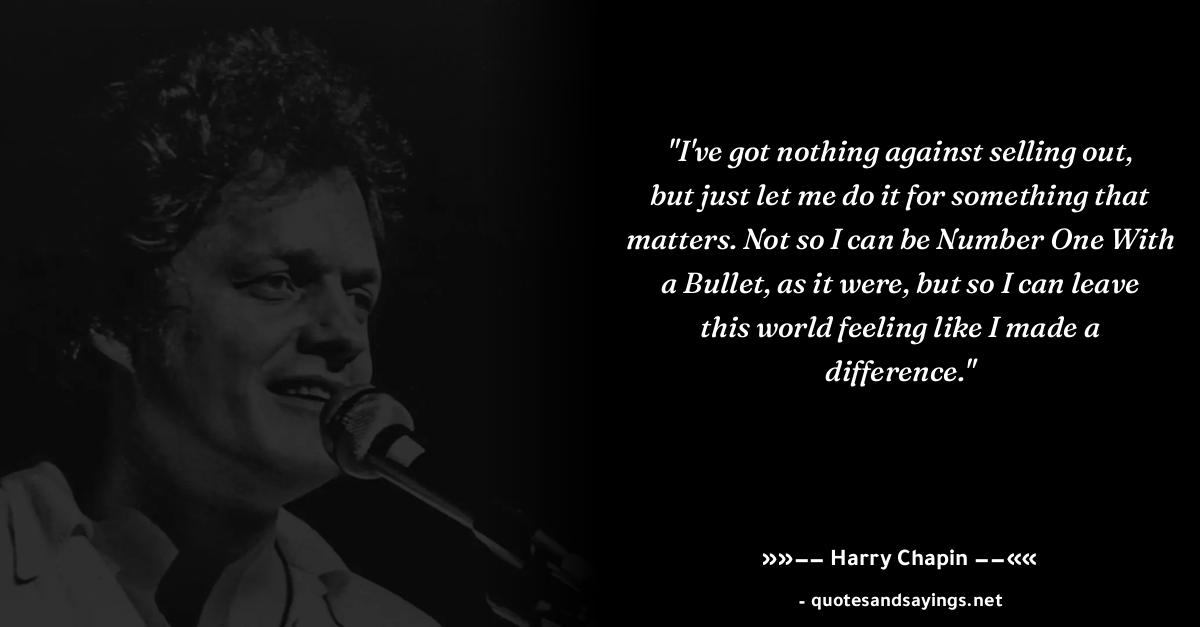 "I've got nothing against selling out,
but just let me do it for something that
matters. Not so I can be Number One With
a Bullet, as it were, but so I can leave
this world feeling like I made a
difference."
»»−− Harry Chapin −−««
- quotesandsayings.net